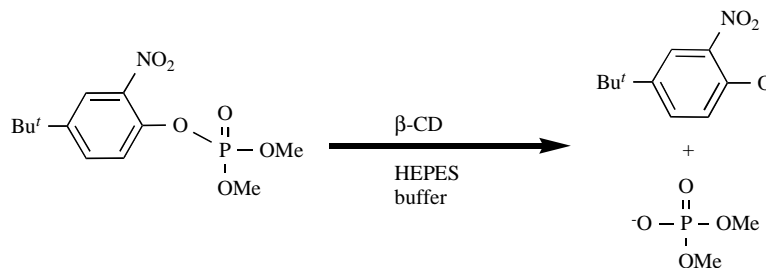 NO2
Bu^t
O
O
P
OMe
OMe
β-CD
HEPES
buffer
NO2
Bu^t
+
O
-O
P
OMe
OMe